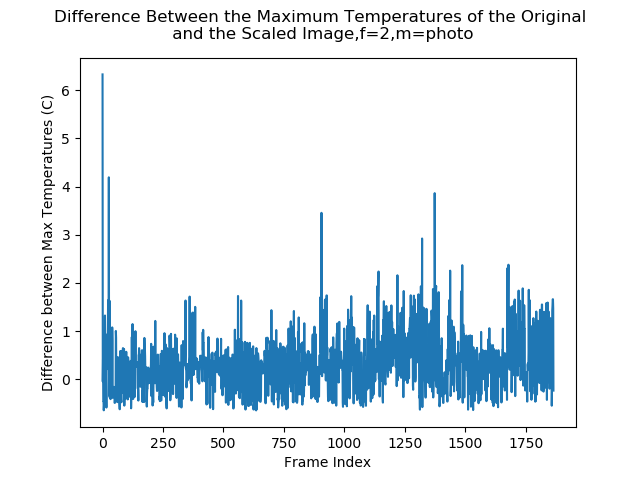 Difference Between the Maximum Temperatures of the Original
and the Scaled Image,f=2,m=photo
Difference between Max Temperatures (C)
6
5
4
3
2
1
0
0 250 500 750 1000 1250 1500 1750
Frame Index